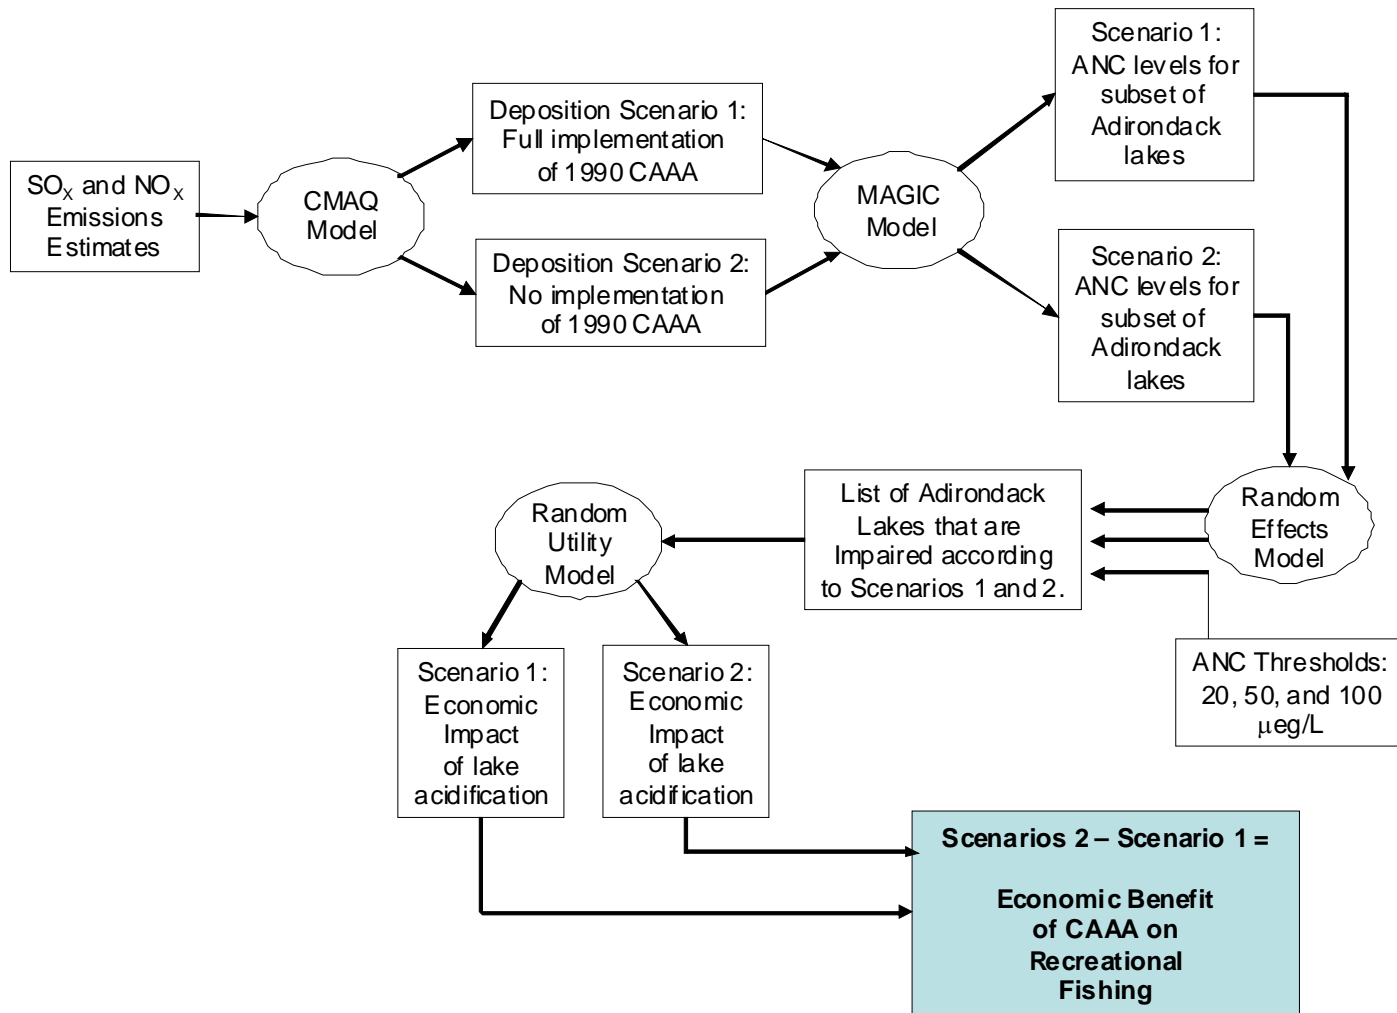 SOX and NOX
Emissions
Estimates
CMAQ
Model
Deposition Scenario 1:
Full implementation
of 1990 CAAA
Deposition Scenario 2:
No implementation
of 1990 CAAA
MAGIC
Model
Scenario 1:
ANC levels for
subset of
Adirondack
lakes
Scenario 2:
ANC levels for
subset of
Adirondack
lakes
Random
Effects
Model
ANC Thresholds:
20, 50, and 100
µeg/L
List of Adirondack
Lakes that are
Impaired according
to Scenarios 1 and 2.
Random
Utility
Model
Scenario 1:
Economic
Impact
of lake
acidification
Scenario 2:
Economic
Impact
of lake
acidification
Scenarios 2 – Scenario 1 =
Economic Benefit
of CAAA on
Recreational
Fishing